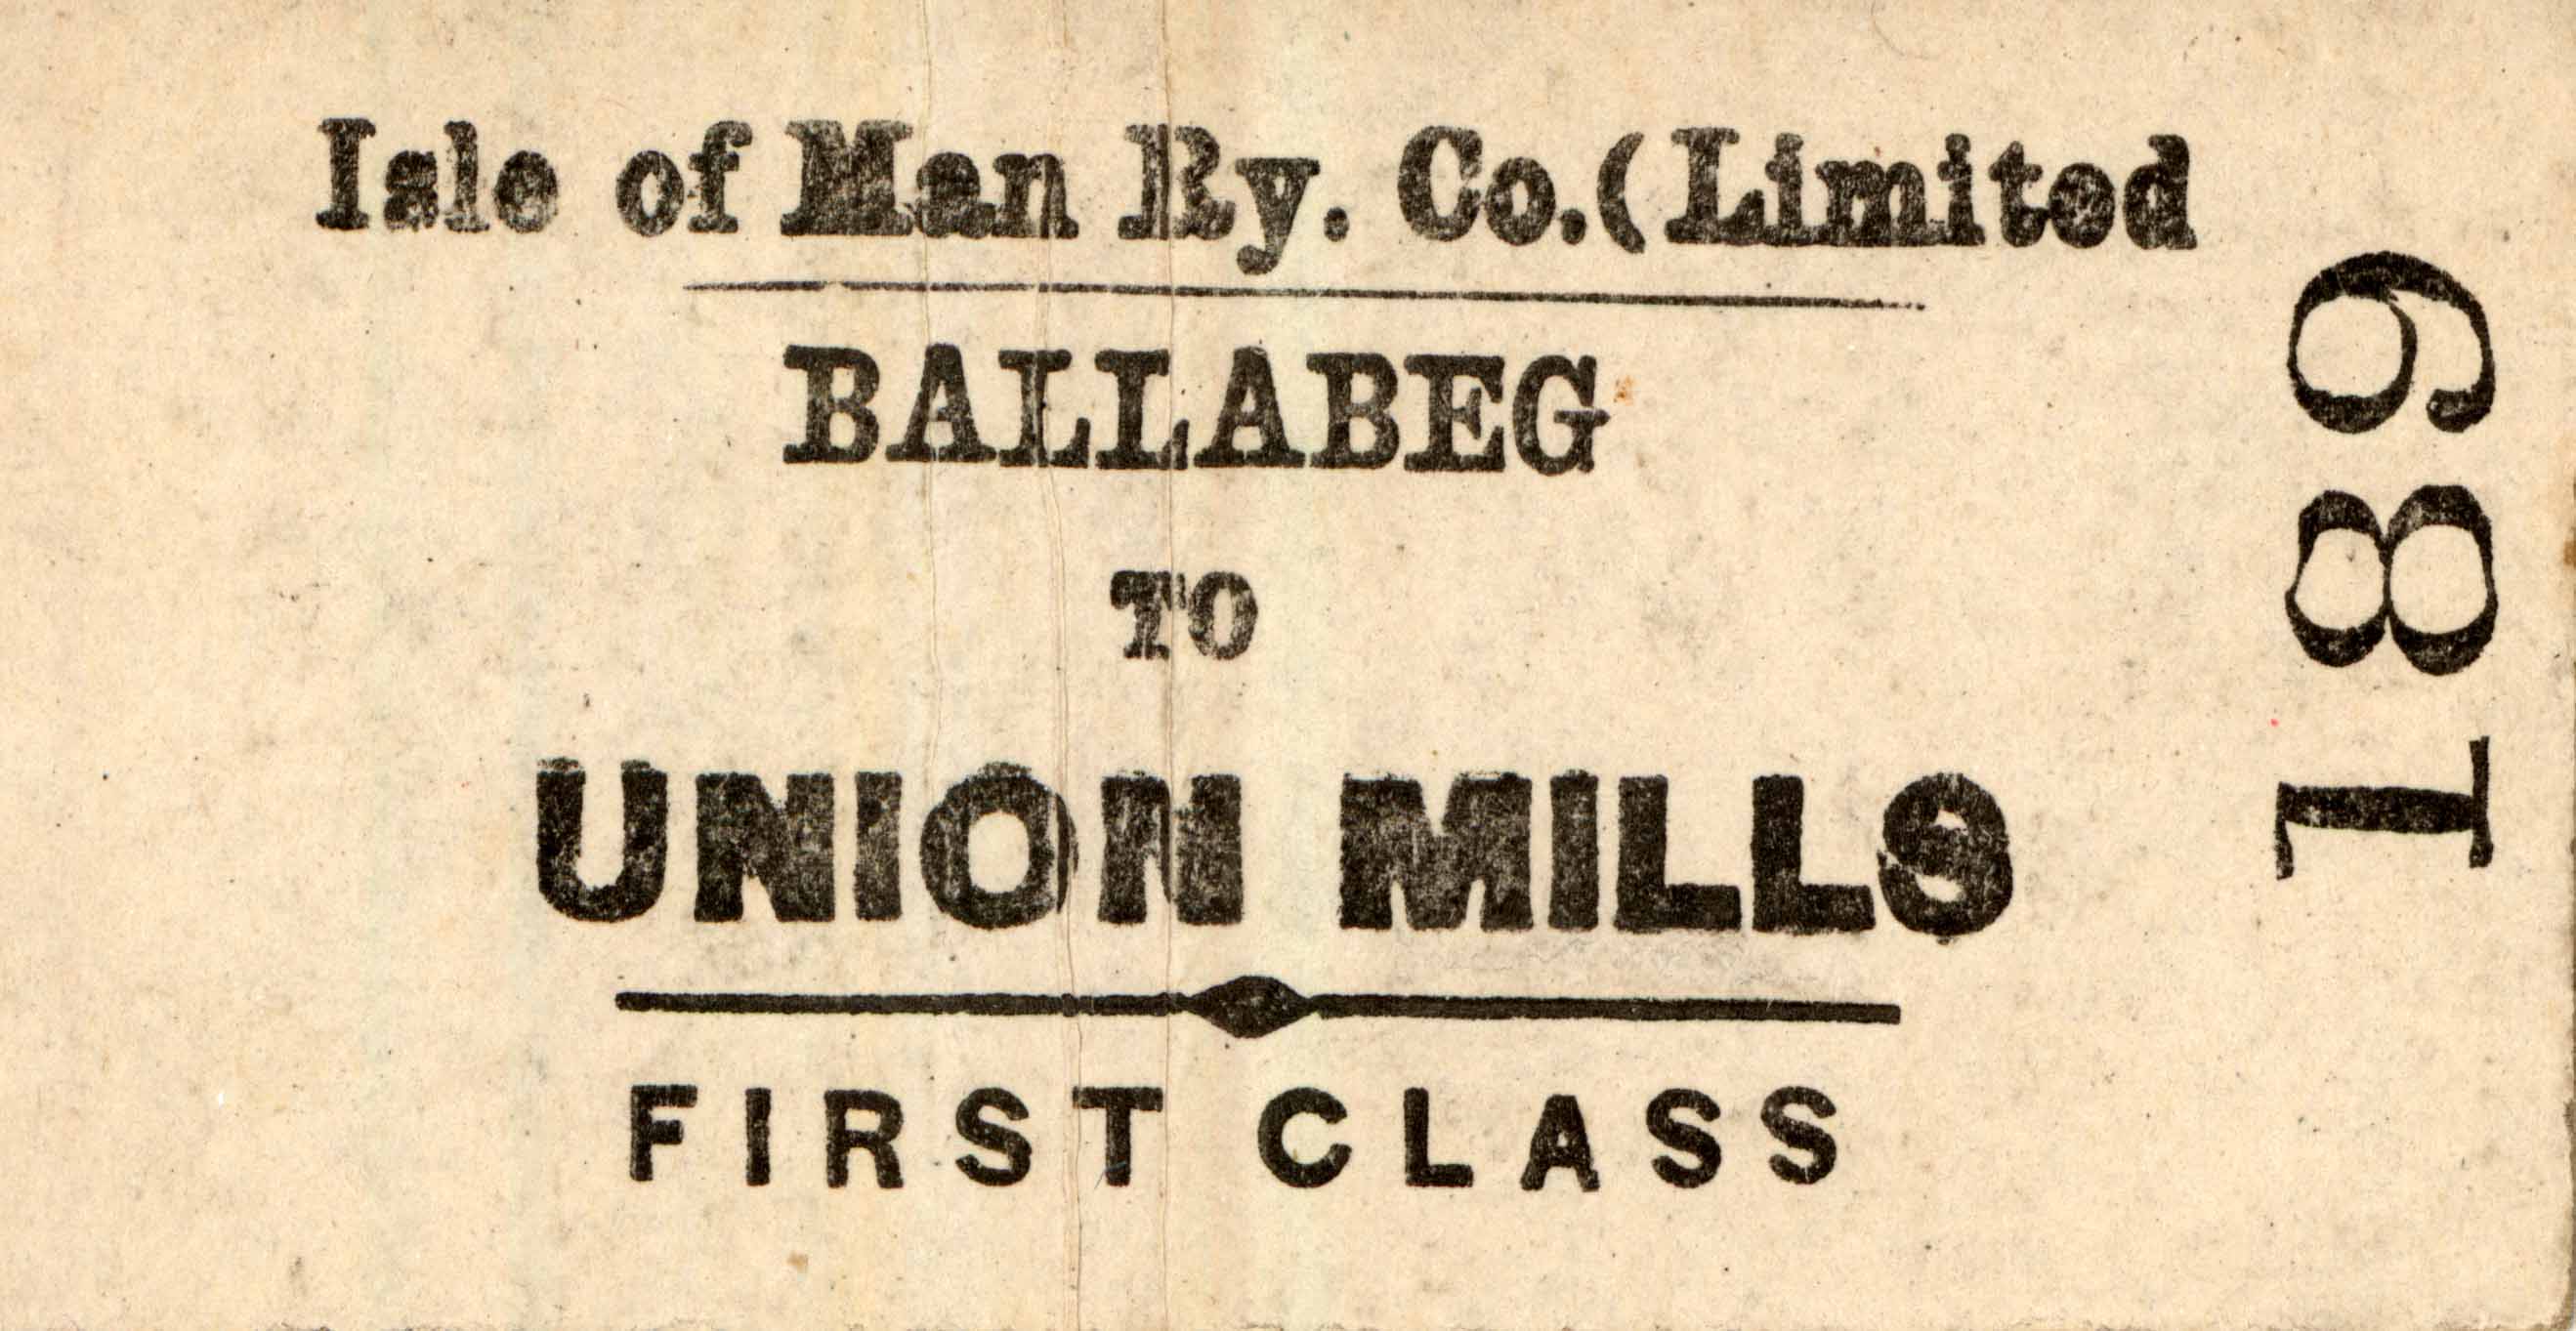 Isle of Man Ry. Co.(Limited
BALLABEG
TO
UNION MILLS
FIRST CLASS
189